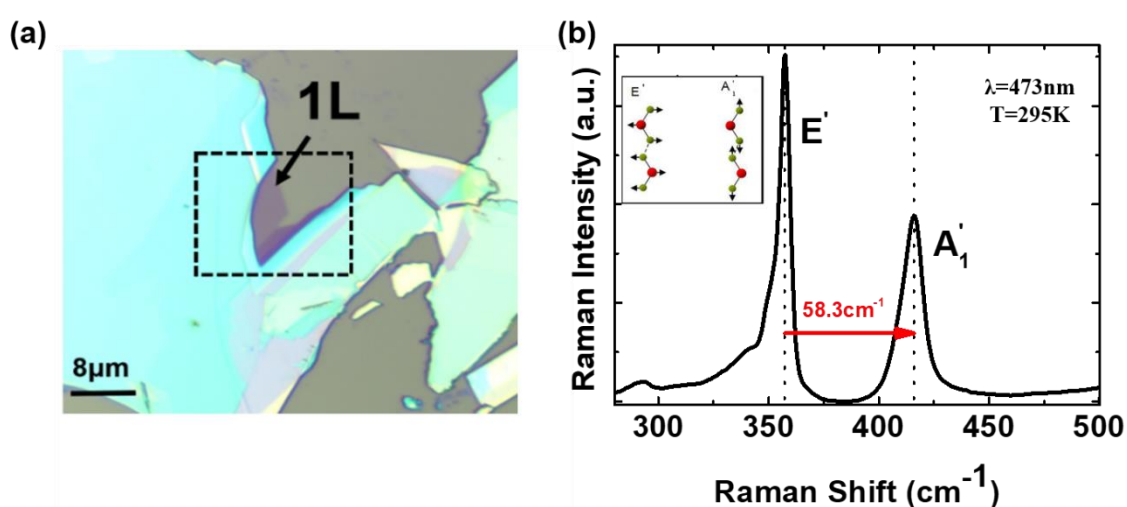 (a)
1L
8μm
(b)
Raman Intensity (a.u.)
E'
A'₁
λ=473nm
T=295K
E'
A'₁
58.3cm⁻¹
300 350 400 450 500
Raman Shift (cm⁻¹)